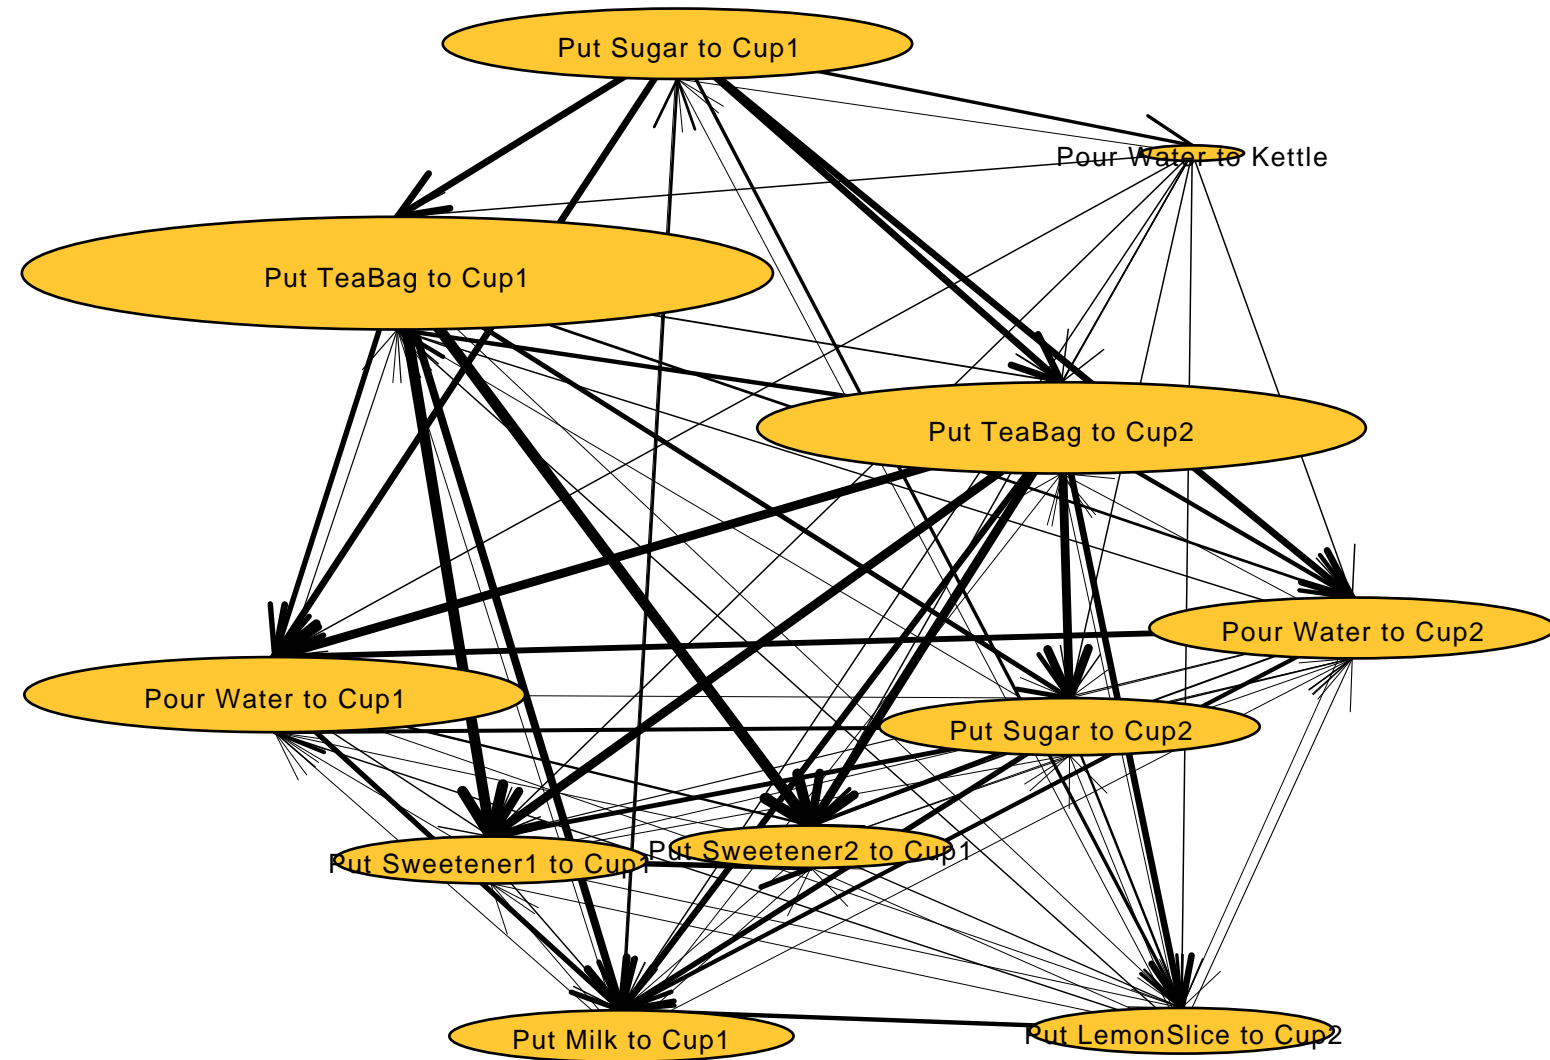 Put Sugar to Cup1
Pour Water to Kettle
Put TeaBag to Cup1
Put TeaBag to Cup2
Pour Water to Cup2
Pour Water to Cup1
Put Sugar to Cup2
Put Sweetener1 to Cup1
Put Sweetener2 to Cup1
Put Milk to Cup1
Put LemonSlice to Cup2